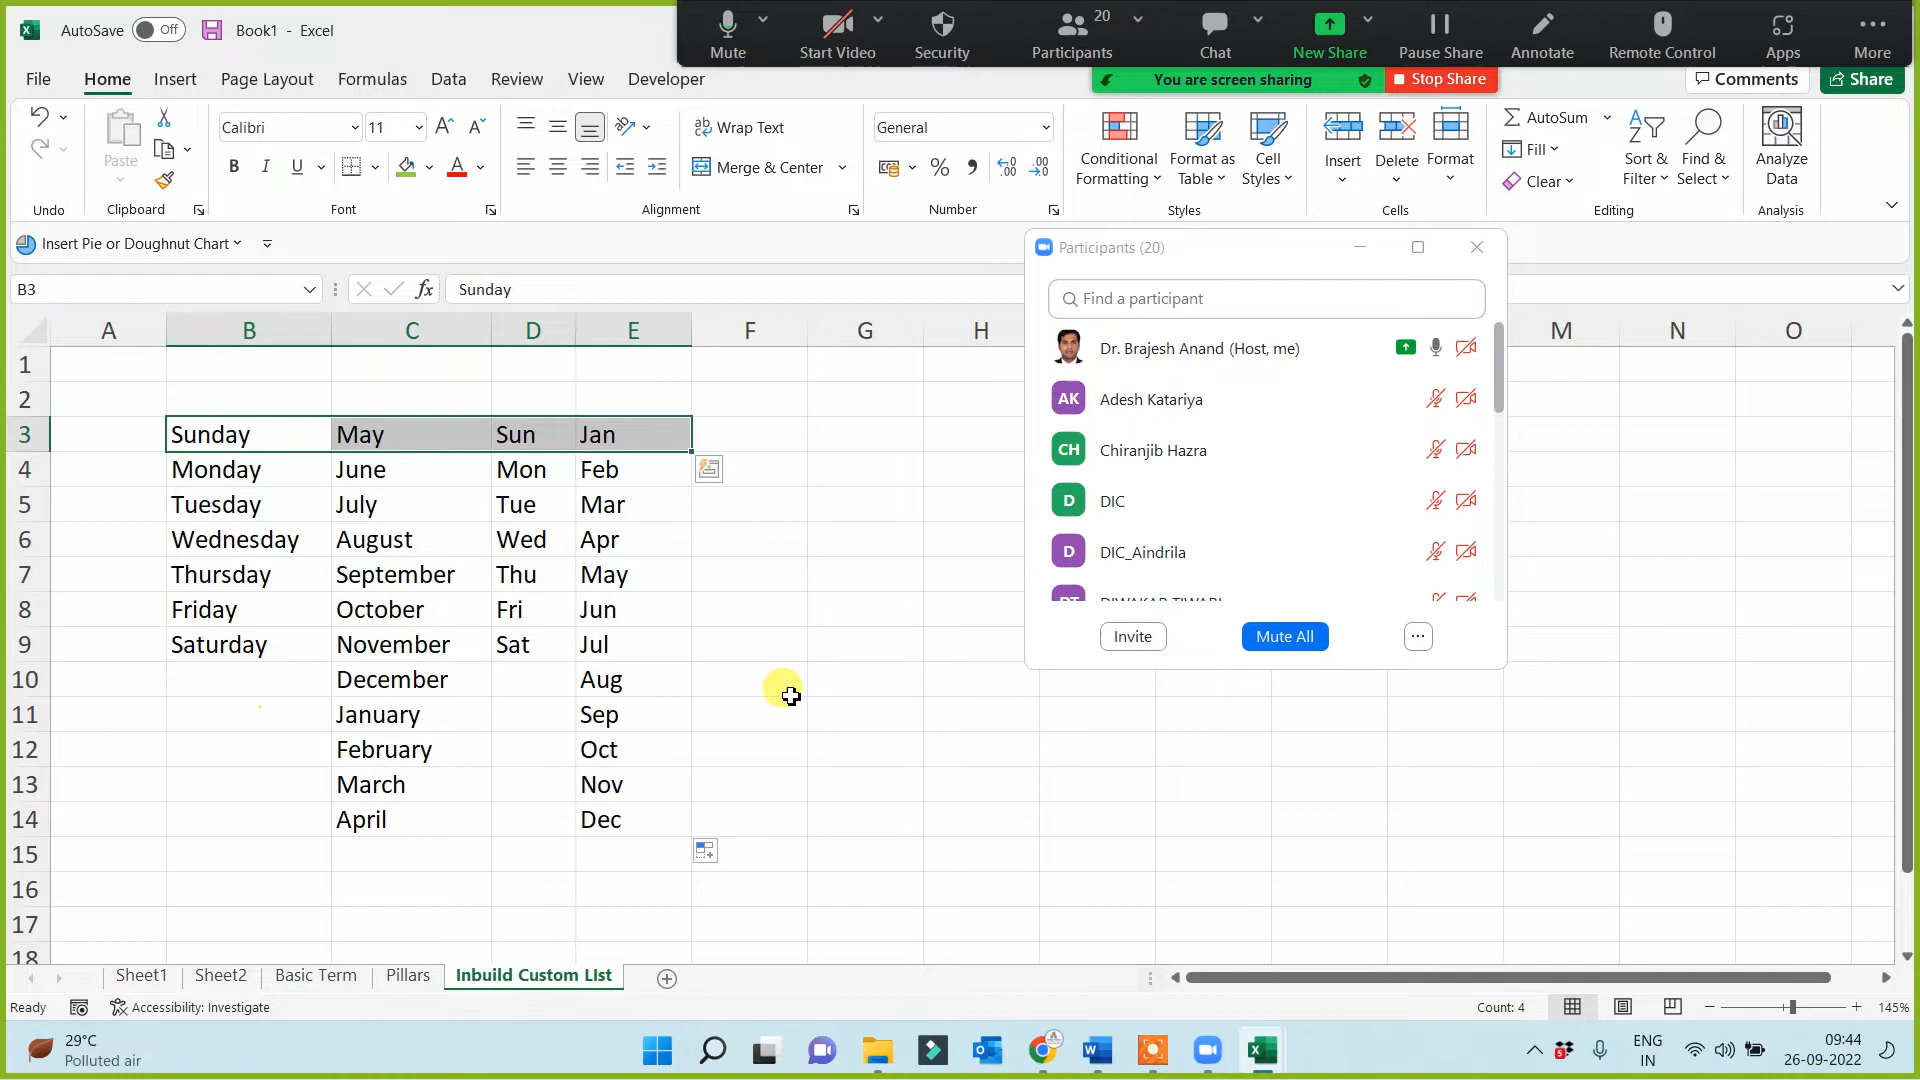 AutoSave Off Book1 - Excel
Mute Start Video Security Participants 20 Chat New Share Pause Share Annotate Remote Control Apps More
You are screen sharing Stop Share
File Home Insert Page Layout Formulas Data Review View Developer Comments Share
Paste
Calibri 11
Wrap Text
Merge & Center
General
Conditional Formatting
Format as Table
Cell Styles
Insert
Delete
Format
AutoSum
Fill
Clear
Sort & Filter
Find & Select
Analyze Data
Undo Clipboard Font Alignment Number Styles Cells Editing Analysis
Insert Pie or Doughnut Chart
B3 fx Sunday
A B C D E F G H M N O
1
2
3 Sunday May Sun Jan
4 Monday June Mon Feb
5 Tuesday July Tue Mar
6 Wednesday August Wed Apr
7 Thursday September Thu May
8 Friday October Fri Jun
9 Saturday November Sat Jul
10 December Aug
11 January Sep
12 February Oct
13 March Nov
14 April Dec
15
16
17
18
Participants (20)
Find a participant
Dr. Brajesh Anand (Host, me)
AK Adesh Katariya
CH Chiranjib Hazra
D DIC
D DIC_Aindrila
Invite Mute All
Sheet1 Sheet2 Basic Term Pillars Inbuild Custom LIst
Ready Accessibility: Investigate Count: 4 145%
29°C
Polluted air
ENG
IN
09:44
26-09-2022